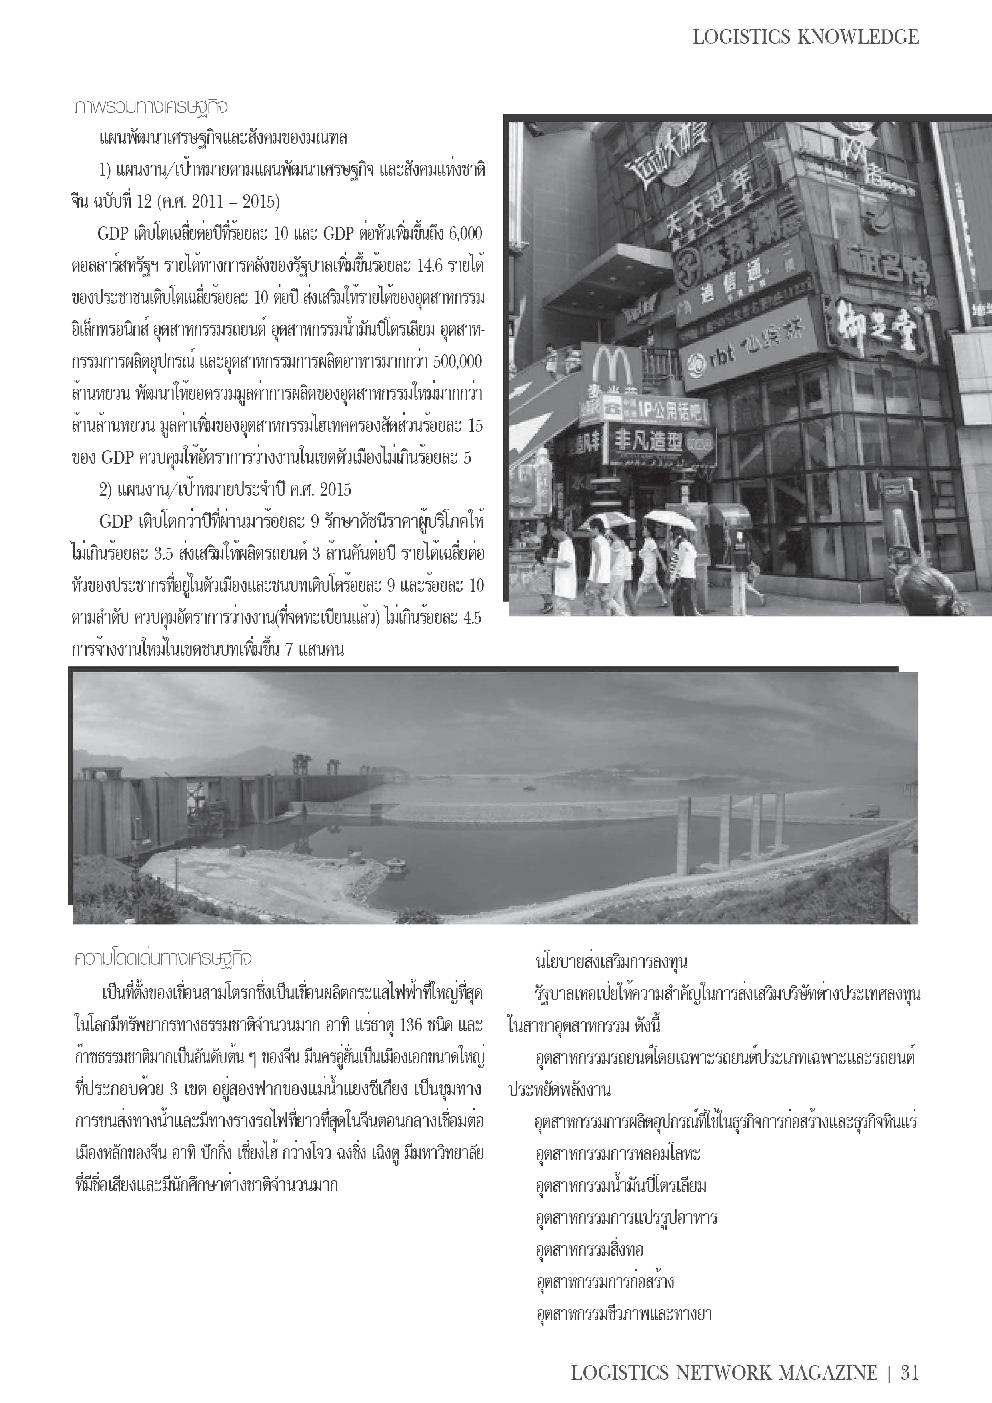 LOGISTICS KNOWLEDGE
ภาพรวมทางเศรษฐกิจ
แผนพัฒนาเศรษฐกิจและสังคมของมณฑล
1) แผนงาน/เป้าหมายตามแผนพัฒนาเศรษฐกิจ และสังคมแห่งชาติ
จีน ฉบับที่ 12 (ค.ศ. 2011 – 2015)
GDP เติบโตเฉลี่ยต่อปีที่ร้อยละ 10 และ GDP ต่อหัวเพิ่มขึ้นถึง 6,000
ดอลลาร์สหรัฐฯ รายได้ทางการคลังของรัฐบาลเพิ่มขึ้นร้อยละ 14.6 รายได้
ของประชาชนเติบโตเฉลี่ยร้อยละ 10 ต่อปี ส่งเสริมให้รายได้ของอุตสาหกรรม
อิเล็กทรอนิกส์ อุตสาหกรรมรถยนต์ อุตสาหกรรมน้ำมันปิโตรเลียม อุตสาห-
กรรมการผลิตอุปกรณ์ และอุตสาหกรรมการผลิตอาหารมากกว่า 500,000
ล้านหยวน พัฒนาให้ยอดรวมมูลค่าการผลิตของอุตสาหกรรมใหม่มากกว่า
ล้านล้านหยวน มูลค่าเพิ่มของอุตสาหกรรมไฮเทคครองสัดส่วนร้อยละ 15
ของ GDP ควบคุมให้อัตราการว่างงานในเขตตัวเมืองไม่เกินร้อยละ 5
2) แผนงาน/เป้าหมายประจำปี ค.ศ. 2015
GDP เติบโตกว่าปีที่ผ่านมาร้อยละ 9 รักษาดัชนีราคาผู้บริโภคให้
ไม่เกินร้อยละ 3.5 ส่งเสริมให้ผลิตรถยนต์ 3 ล้านคันต่อปี รายได้เฉลี่ยต่อ
หัวของประชากรที่อยู่ในตัวเมืองและชนบทเติบโตร้อยละ 9 และร้อยละ 10
ตามลำดับ ควบคุมอัตราการว่างงาน(ที่จดทะเบียนแล้ว) ไม่เกินร้อยละ 4.5
การจ้างงานใหม่ในเขตชนบทเพิ่มขึ้น 7 แสนคน
天天过年
迪信通
rbt
御足堂
麦当劳
IP公用话吧
非凡造型
ความโดดเด่นทางเศรษฐกิจ
เป็นที่ตั้งของเขื่อนสามโตรกซึ่งเป็นเขื่อนผลิตกระแสไฟฟ้าที่ใหญ่ที่สุด
ในโลกมีทรัพยากรทางธรรมชาติจำนวนมาก อาทิ แร่ธาตุ 136 ชนิด และ
ก๊าซธรรมชาติมากเป็นอันดับต้น ๆ ของจีน มีนครอู่ฮั่นเป็นเมืองเอกขนาดใหญ่
ที่ประกอบด้วย 3 เขต อยู่สองฟากของแม่น้ำแยงซีเกียง เป็นชุมทาง
การขนส่งทางน้ำและมีทางรางรถไฟที่ยาวที่สุดในจีนตอนกลางเชื่อมต่อ
เมืองหลักของจีน อาทิ ปักกิ่ง เซี่ยงไฮ้ กว่างโจว ฉงชิ่ง เฉิงตู มีมหาวิทยาลัย
ที่มีชื่อเสียงและมีนักศึกษาต่างชาติจำนวนมาก
นโยบายส่งเสริมการลงทุน
รัฐบาลเหอเป่ยให้ความสำคัญในการส่งเสริมบริษัทต่างประเทศลงทุน
ในสาขาอุตสาหกรรม ดังนี้
อุตสาหกรรมรถยนต์โดยเฉพาะรถยนต์ประเภทเฉพาะและรถยนต์
ประหยัดพลังงาน
อุตสาหกรรมการผลิตอุปกรณ์ที่ใช้ในธุรกิจการก่อสร้างและธุรกิจหินแร่
อุตสาหกรรมการหลอมโลหะ
อุตสาหกรรมน้ำมันปิโตรเลียม
อุตสาหกรรมการแปรรูปอาหาร
อุตสาหกรรมสิ่งทอ
อุตสาหกรรมการก่อสร้าง
อุตสาหกรรมชีวภาพและทางยา
LOGISTICS NETWORK MAGAZINE | 31